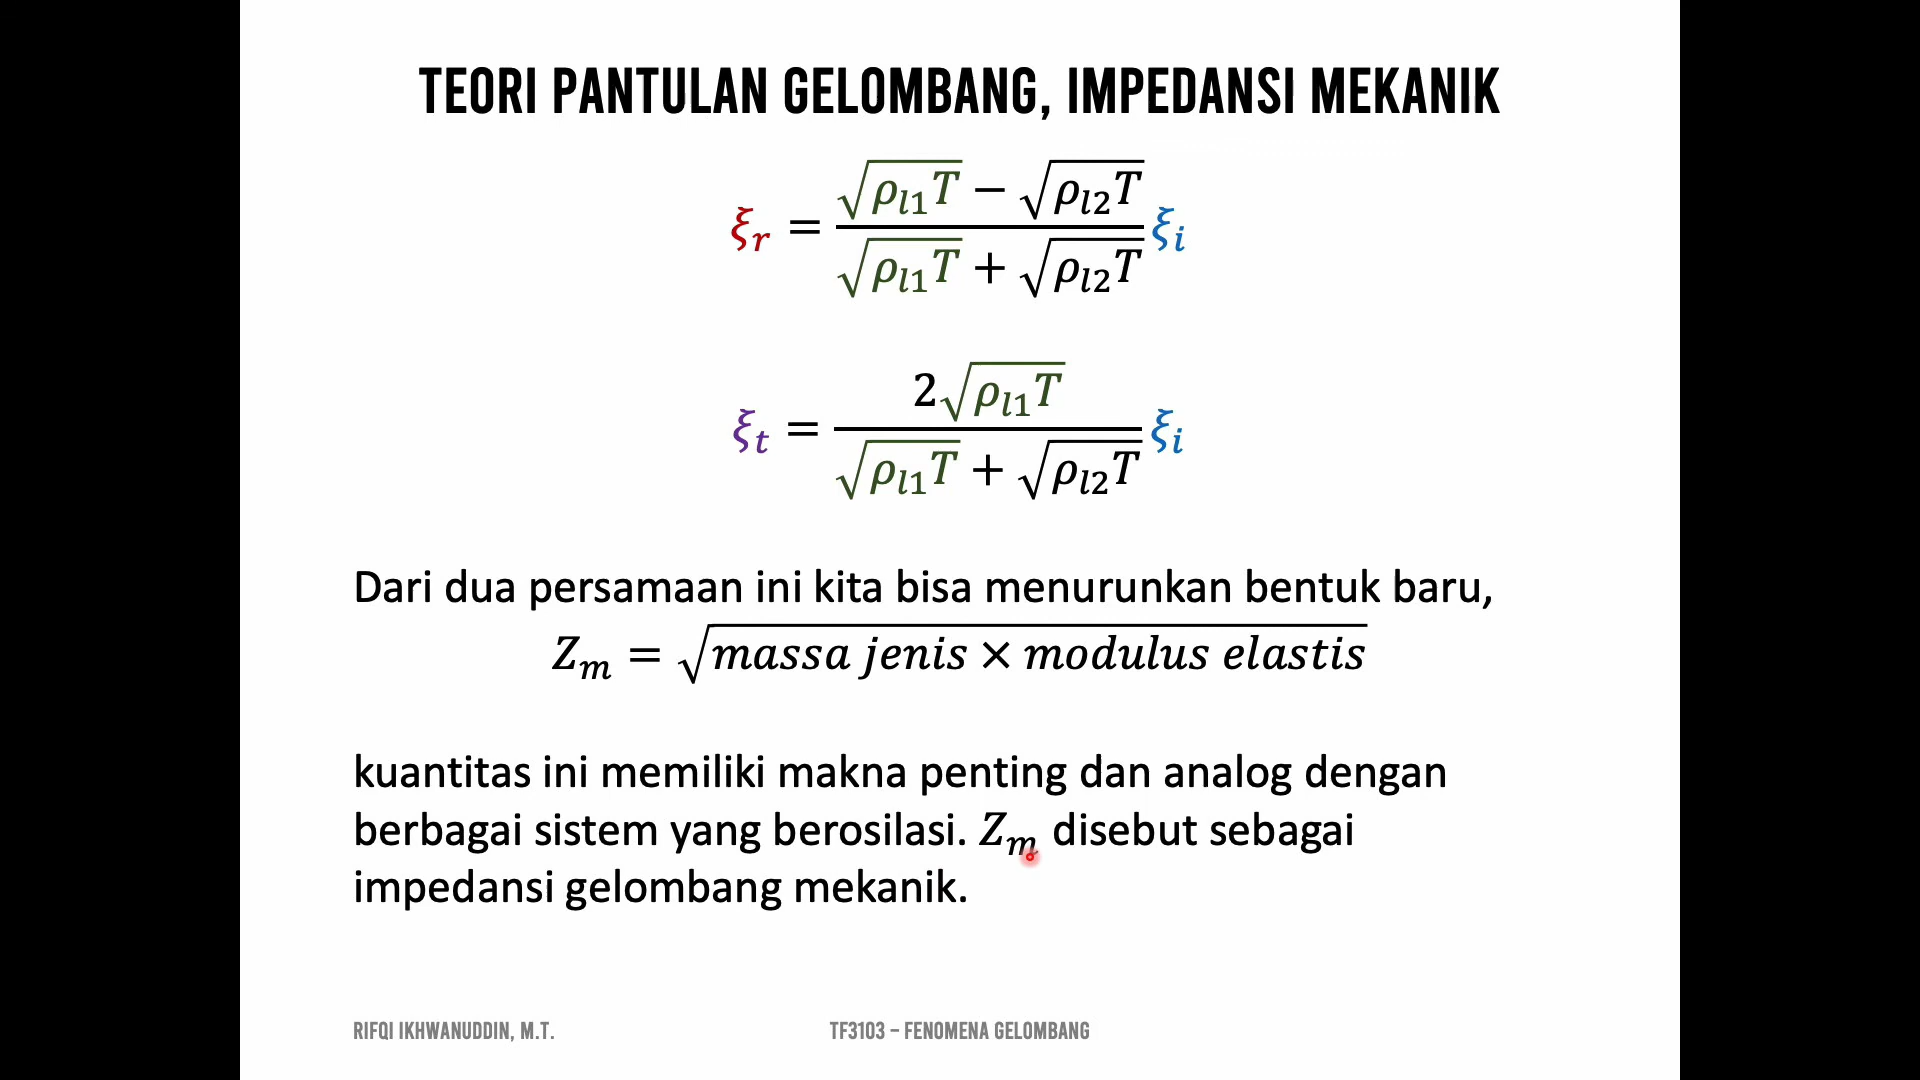 TEORI PANTULAN GELOMBANG, IMPEDANSI MEKANIK
ξᵣ = (√(ρₗ₁T) − √(ρₗ₂T)) / (√(ρₗ₁T) + √(ρₗ₂T)) ξᵢ
ξₜ = 2√(ρₗ₁T) / (√(ρₗ₁T) + √(ρₗ₂T)) ξᵢ
Dari dua persamaan ini kita bisa menurunkan bentuk baru,
Zₘ = √(massa jenis × modulus elastis)
kuantitas ini memiliki makna penting dan analog dengan
berbagai sistem yang berosilasi. Zₘ disebut sebagai
impedansi gelombang mekanik.
RIFQI IKHWANUDDIN, M.T.
TF3103 – FENOMENA GELOMBANG